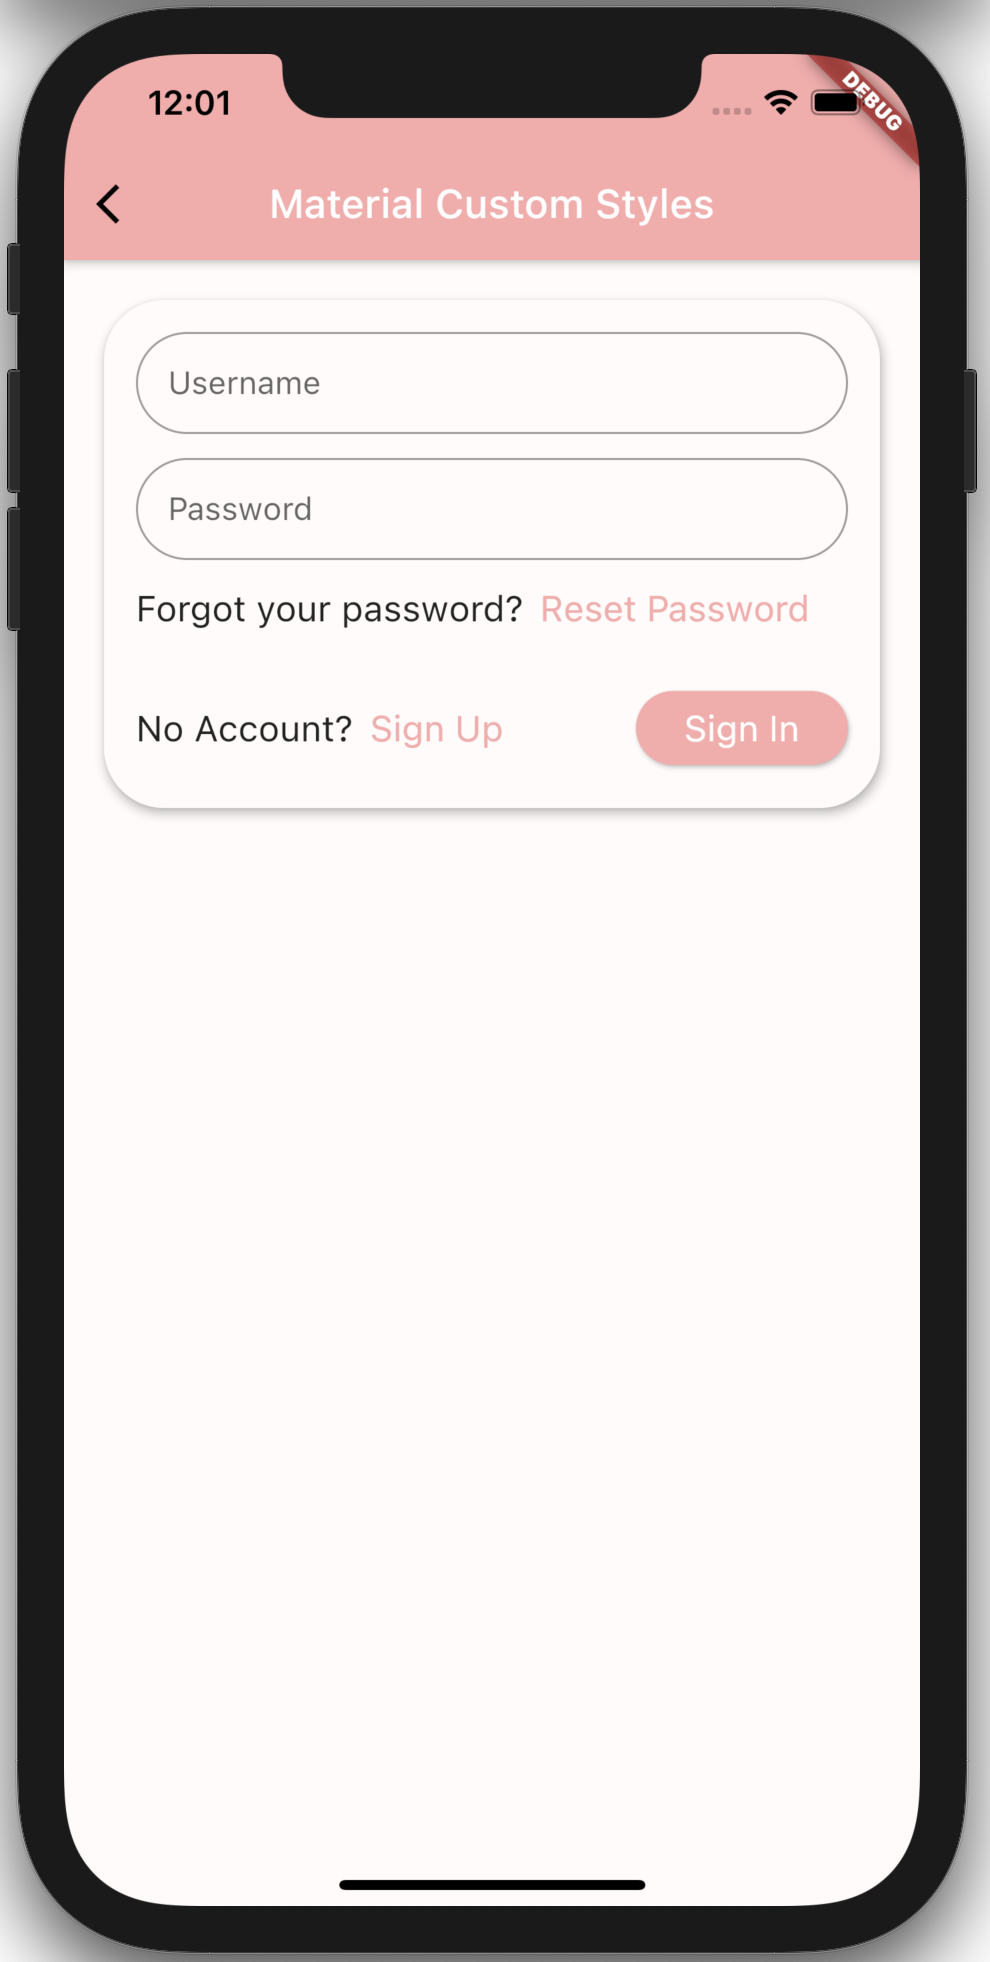 12:01
DEBUG
Material Custom Styles
Username
Password
Forgot your password? Reset Password
No Account? Sign Up
Sign In